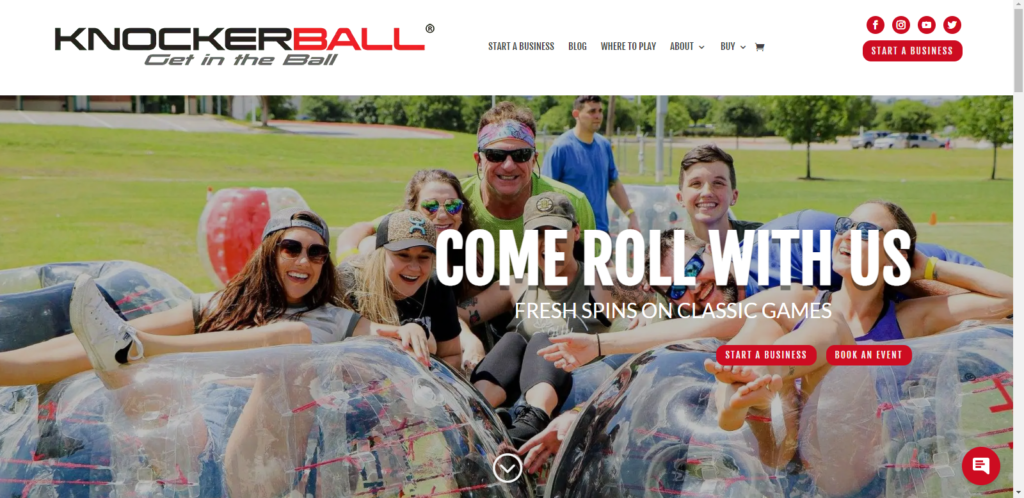 KNOCKERBALL®
Get in the Ball
START A BUSINESS BLOG WHERE TO PLAY ABOUT BUY
START A BUSINESS
COME ROLL WITH US
FRESH SPINS ON CLASSIC GAMES
START A BUSINESS BOOK AN EVENT